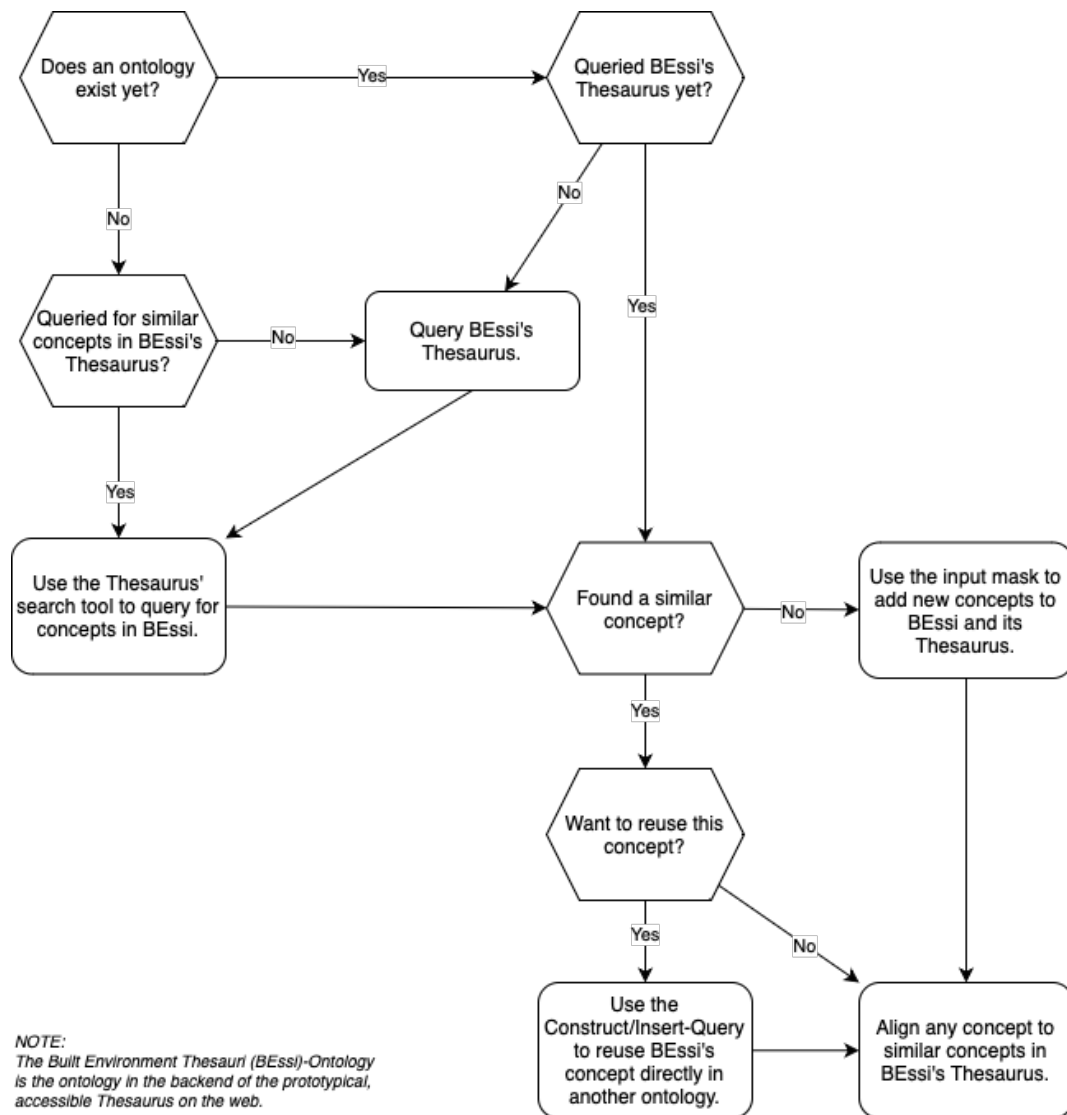 Does an ontology
exist yet?
Yes
Queried BEssi's
Thesaurus yet?
No
No
Yes
Queried for similar
concepts in BEssi's
Thesaurus?
No
Query BEssi's
Thesaurus.
Yes
Use the Thesaurus'
search tool to query for
concepts in BEssi.
Found a similar
concept?
No
Use the input mask to
add new concepts to
BEssi and its
Thesaurus.
Yes
Want to reuse this
concept?
Yes
No
Use the
Construct/Insert-Query
to reuse BEssi's
concept directly in
another ontology.
Align any concept to
similar concepts in
BEssi's Thesaurus.
NOTE:
The Built Environment Thesauri (BEssi)-Ontology
is the ontology in the backend of the prototypical,
accessible Thesaurus on the web.